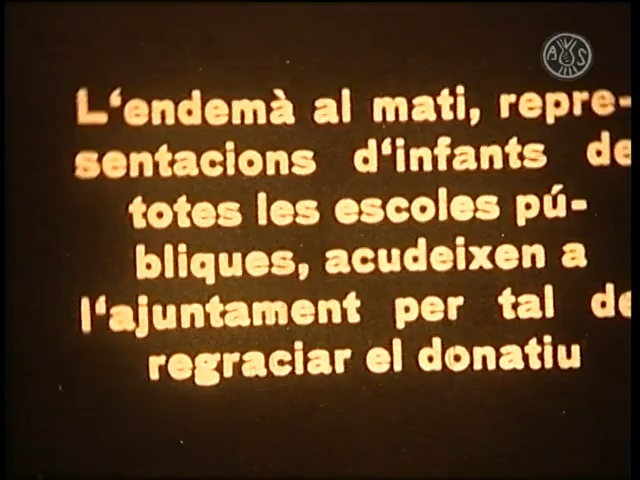 L'endemà al mati, repre-
sentacions d'infants de
totes les escoles pú-
bliques, acudeixen a
l'ajuntament per tal de
regraciar el donatiu
AVS